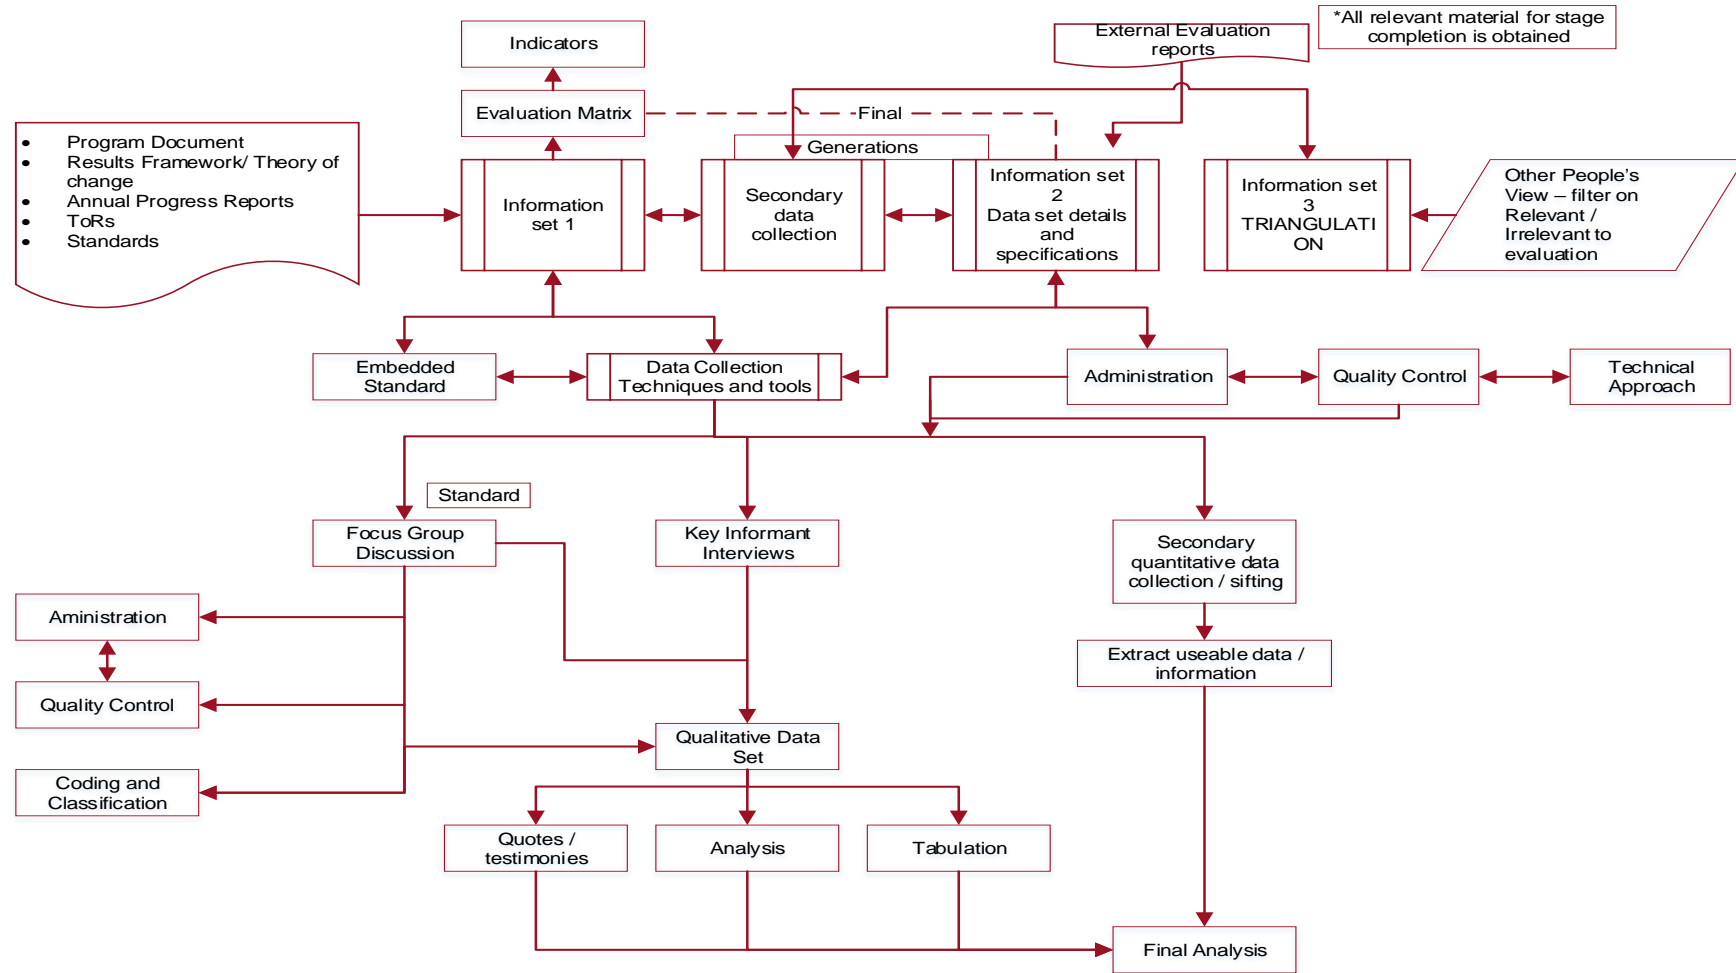 Indicators
External Evaluation
reports
*All relevant material for stage
completion is obtained
Evaluation Matrix
Final
• Program Document
• Results Framework/ Theory of
change
• Annual Progress Reports
• ToRs
• Standards
Generations
Information
set 1
Secondary
data
collection
Information set
2
Data set details
and
specifications
Information set
3
TRIANGULATI
ON
Other People's
View – filter on
Relevant /
Irrelevant to
evaluation
Embedded
Standard
Data Collection
Techniques and tools
Administration
Quality Control
Technical
Approach
Standard
Focus Group
Discussion
Key Informant
Interviews
Secondary
quantitative data
collection / sifting
Aministration
Extract useable data /
information
Quality Control
Qualitative Data
Set
Coding and
Classification
Quotes /
testimonies
Analysis
Tabulation
Final Analysis